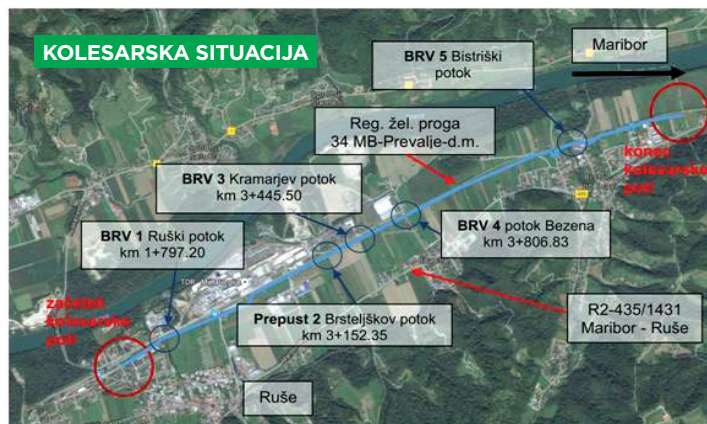 KOLESARSKA SITUACIJA
BRV 5 Bistriški
potok
Maribor
Reg. žel. proga
34 MB-Prevalje-d.m.
konec
kolesarske
poti
BRV 3 Kramarjev potok
km 3+445.50
BRV 1 Ruški potok
km 1+797.20
BRV 4 potok Bezena
km 3+806.83
začetek
kolesarske
poti
Prepust 2 Brsteljškov potok
km 3+152.35
R2-435/1431
Maribor - Ruše
Ruše